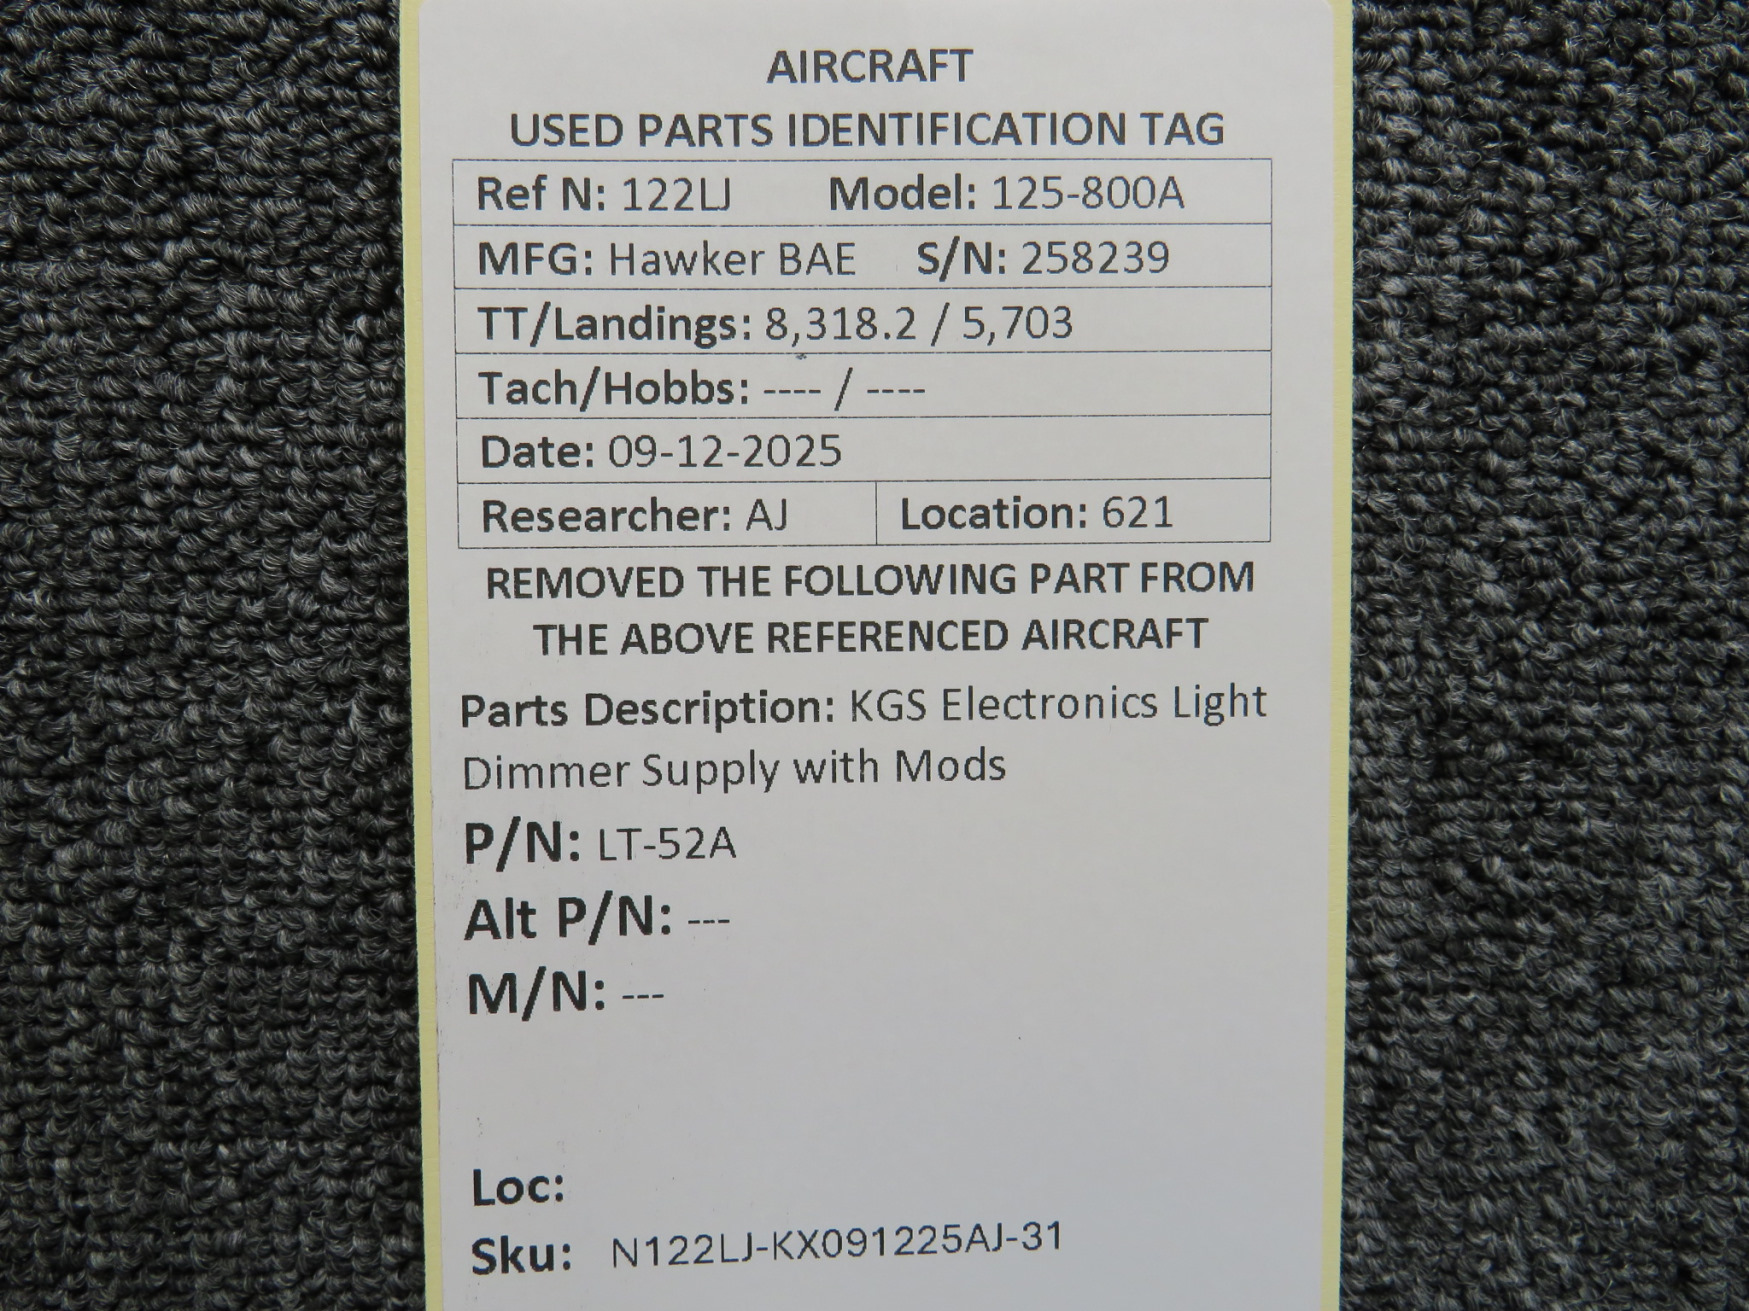 AIRCRAFT
USED PARTS IDENTIFICATION TAG
Ref N: 122LJ Model: 125-800A
MFG: Hawker BAE S/N: 258239
TT/Landings: 8,318.2 / 5,703
Tach/Hobbs: ---- / ----
Date: 09-12-2025
Researcher: AJ Location: 621
REMOVED THE FOLLOWING PART FROM
THE ABOVE REFERENCED AIRCRAFT
Parts Description: KGS Electronics Light
Dimmer Supply with Mods
P/N: LT-52A
Alt P/N: ---
M/N: ---
Loc:
Sku: N122LJ-KX091225AJ-31